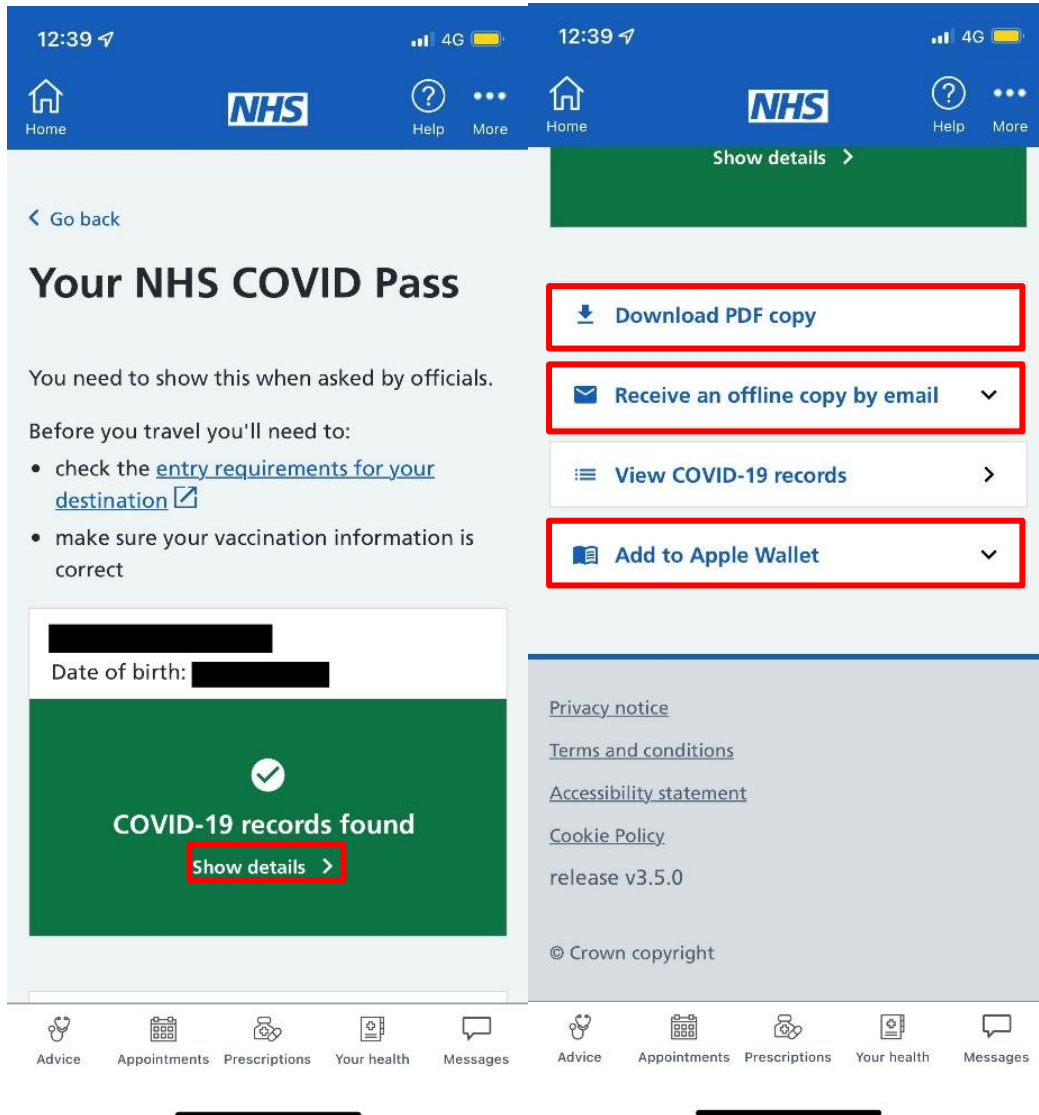 12:39
4G
Home
NHS
Help
More
Go back
Your NHS COVID Pass
You need to show this when asked by officials.
Before you travel you'll need to:
• check the entry requirements for your
destination
• make sure your vaccination information is
correct
Date of birth:
COVID-19 records found
Show details
Advice
Appointments
Prescriptions
Your health
Messages
12:39
4G
Home
NHS
Help
More
Show details
Download PDF copy
Receive an offline copy by email
View COVID-19 records
Add to Apple Wallet
Privacy notice
Terms and conditions
Accessibility statement
Cookie Policy
release v3.5.0
© Crown copyright
Advice
Appointments
Prescriptions
Your health
Messages